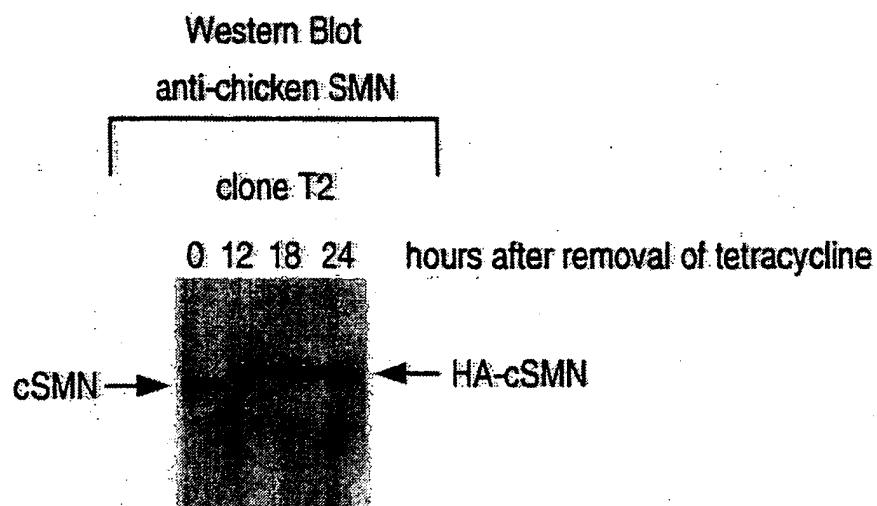 Western Blot
anti-chicken SMN
clone T2
0 12 18 24 hours after removal of tetracycline
cSMN
HA-cSMN